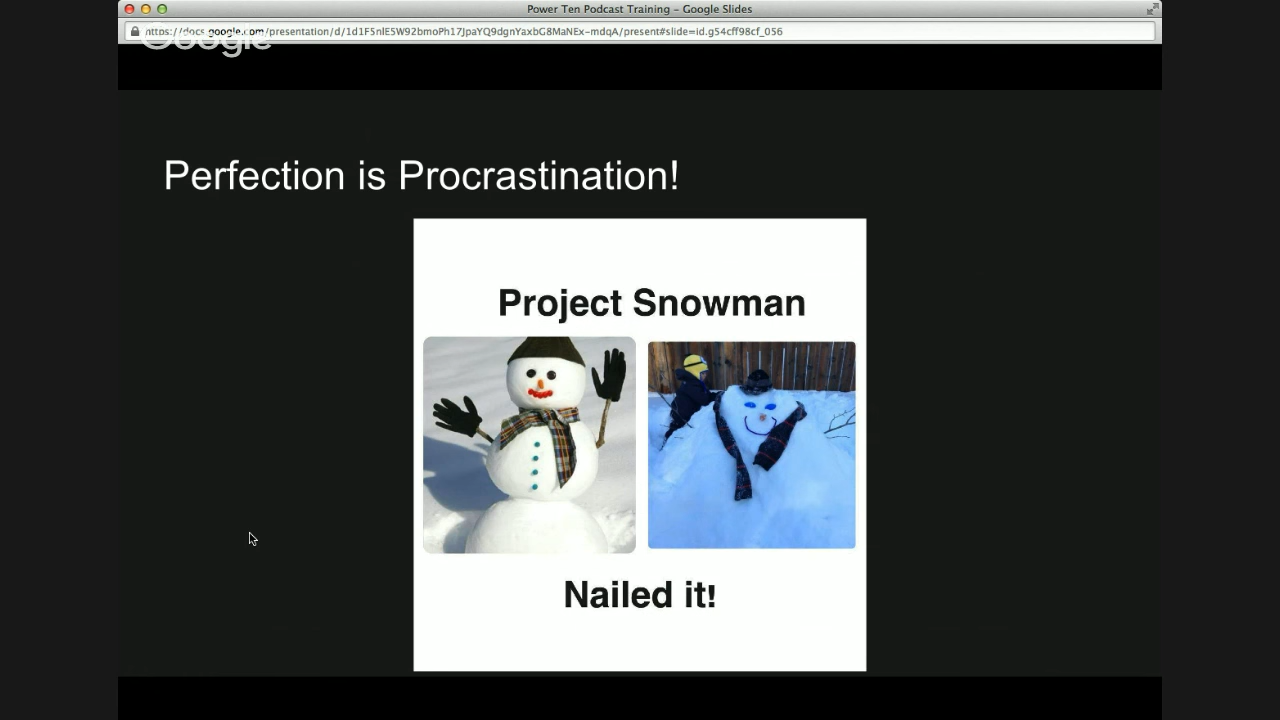 Power Ten Podcast Training – Google Slides
https://docs.google.com/presentation/d/1d1F5nlE5W92bmoPh17JpaYQ9dgnYaxbG8MaNEx-mdqA/present#slide=id.g54cff98cf_056
Google
Perfection is Procrastination!
Project Snowman
Nailed it!